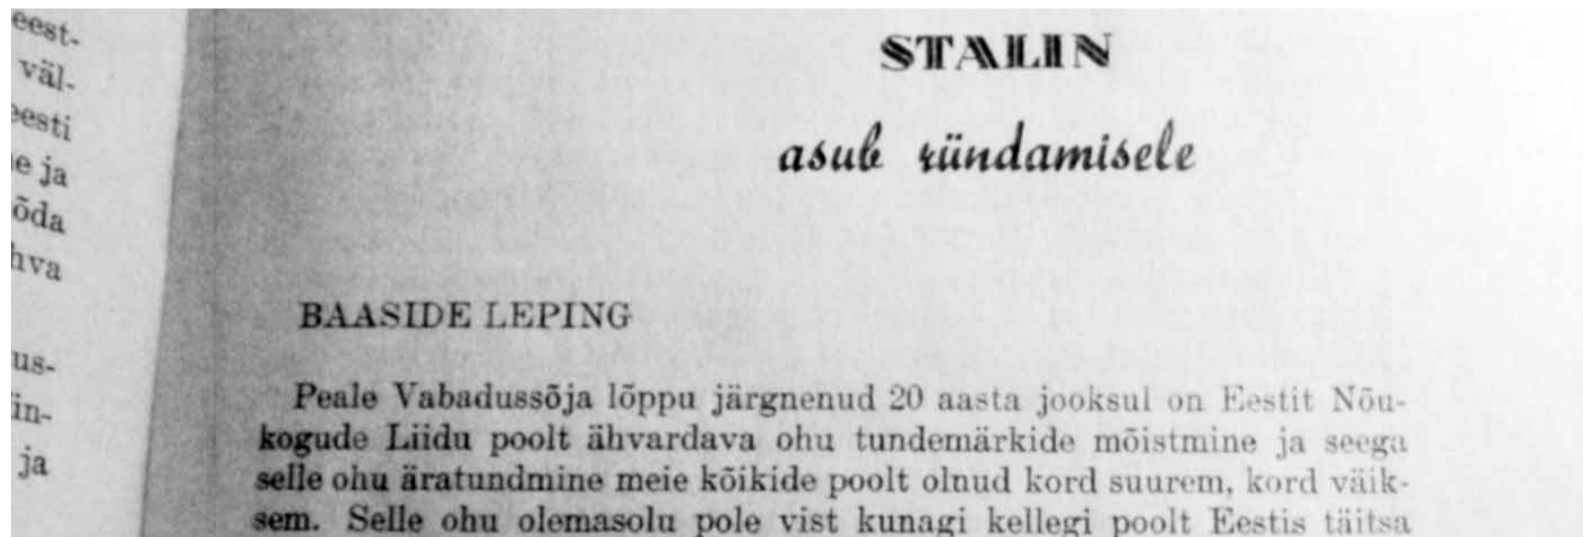 eest-
väl-
eesti
e ja
õda
hva
us-
in-
ja
STALIN
asub ründamisele
BAASIDE LEPING
Peale Vabadussõja lõppu järgnenud 20 aasta jooksul on Eestit Nõu-
kogude Liidu poolt ähvardava ohu tundemärkide mõistmine ja seega
selle ohu äratundmine meie kõikide poolt olnud kord suurem, kord väik-
sem. Selle ohu olemasolu pole vist kunagi kellegi poolt Eestis täitsa